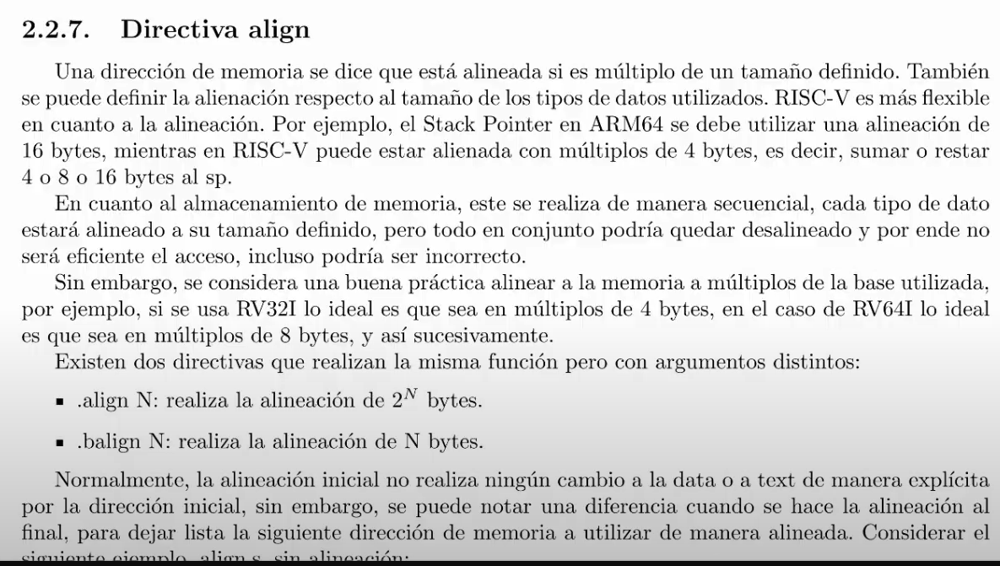 2.2.7. Directiva align
Una dirección de memoria se dice que está alineada si es múltiplo de un tamaño definido. También
se puede definir la alienación respecto al tamaño de los tipos de datos utilizados. RISC-V es más flexible
en cuanto a la alineación. Por ejemplo, el Stack Pointer en ARM64 se debe utilizar una alineación de
16 bytes, mientras en RISC-V puede estar alienada con múltiplos de 4 bytes, es decir, sumar o restar
4 o 8 o 16 bytes al sp.
En cuanto al almacenamiento de memoria, este se realiza de manera secuencial, cada tipo de dato
estará alineado a su tamaño definido, pero todo en conjunto podría quedar desalineado y por ende no
será eficiente el acceso, incluso podría ser incorrecto.
Sin embargo, se considera una buena práctica alinear a la memoria a múltiplos de la base utilizada,
por ejemplo, si se usa RV32I lo ideal es que sea en múltiplos de 4 bytes, en el caso de RV64I lo ideal
es que sea en múltiplos de 8 bytes, y así sucesivamente.
Existen dos directivas que realizan la misma función pero con argumentos distintos:
▪ .align N: realiza la alineación de 2^N bytes.
▪ .balign N: realiza la alineación de N bytes.
Normalmente, la alineación inicial no realiza ningún cambio a la data o a text de manera explícita
por la dirección inicial, sin embargo, se puede notar una diferencia cuando se hace la alineación al
final, para dejar lista la siguiente dirección de memoria a utilizar de manera alineada. Considerar el
siguiente ejemplo, align s, sin alineación: